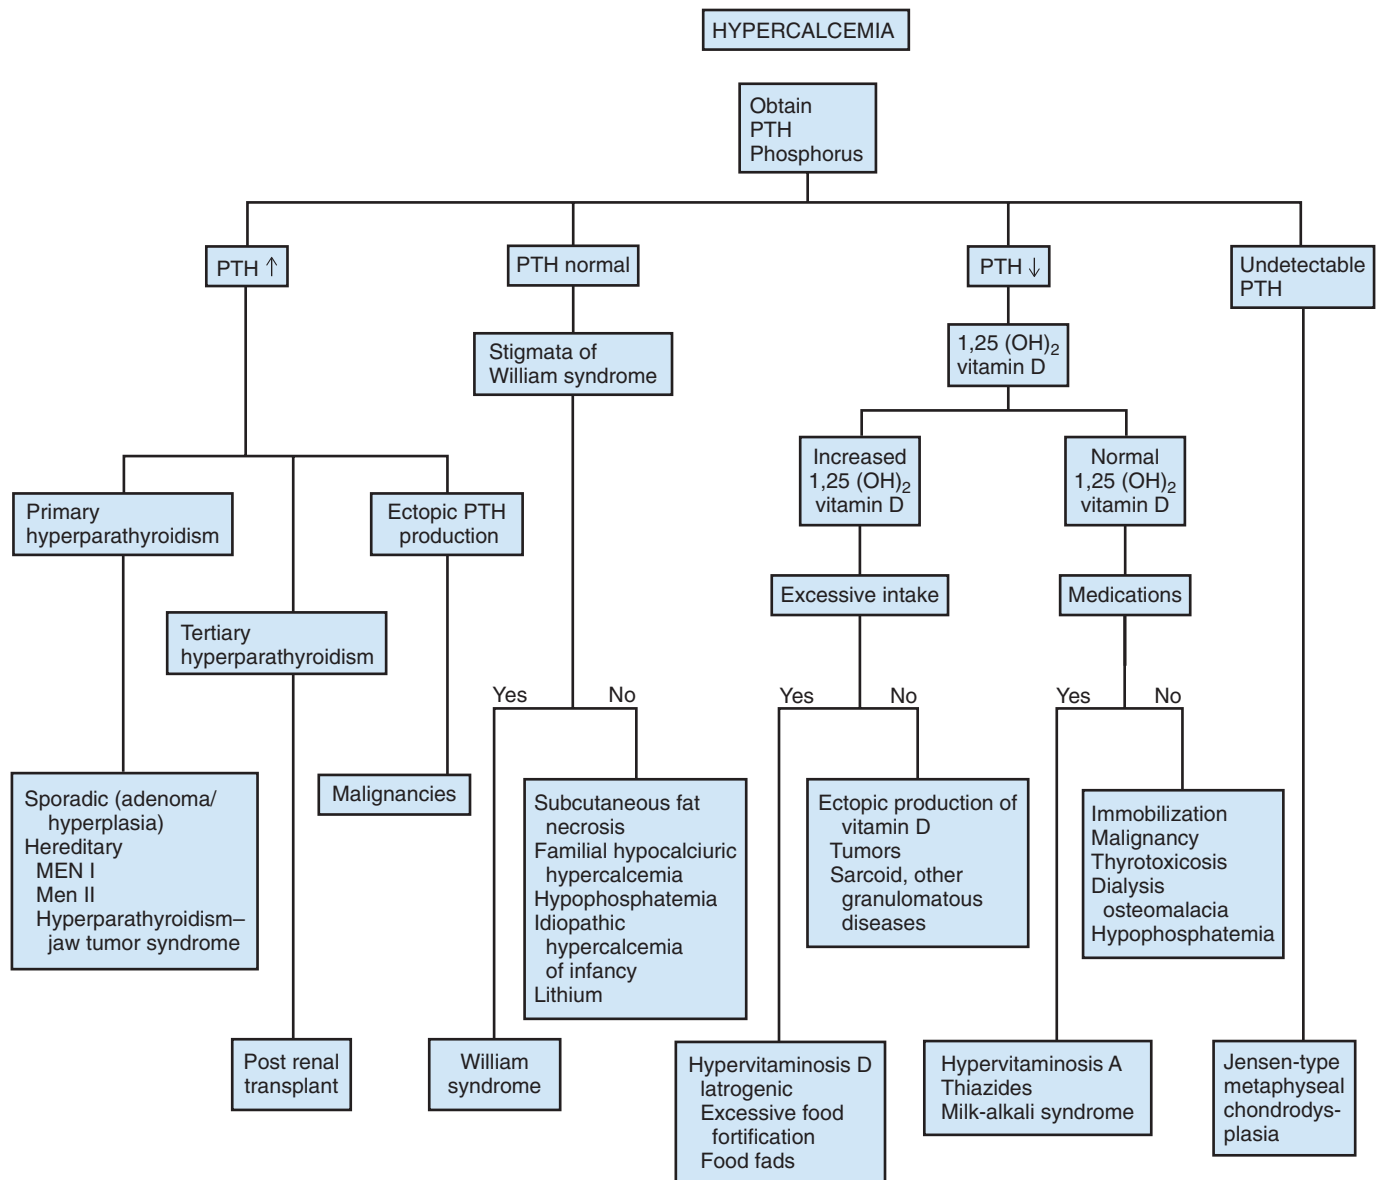 HYPERCALCEMIA
Obtain
PTH
Phosphorus
PTH ↑
PTH normal
PTH ↓
Undetectable
PTH
Stigmata of
William syndrome
1,25 (OH)2
vitamin D
Increased
1,25 (OH)2
vitamin D
Normal
1,25 (OH)2
vitamin D
Primary
hyperparathyroidism
Ectopic PTH
production
Excessive intake
Medications
Tertiary
hyperparathyroidism
Yes
No
Yes
No
Yes
No
Sporadic (adenoma/
hyperplasia)
Hereditary
MEN I
Men II
Hyperparathyroidism–
jaw tumor syndrome
Malignancies
Subcutaneous fat
necrosis
Familial hypocalciuric
hypercalcemia
Hypophosphatemia
Idiopathic
hypercalcemia
of infancy
Lithium
Ectopic production of
vitamin D
Tumors
Sarcoid, other
granulomatous
diseases
Immobilization
Malignancy
Thyrotoxicosis
Dialysis
osteomalacia
Hypophosphatemia
Post renal
transplant
William
syndrome
Hypervitaminosis D
Iatrogenic
Excessive food
fortification
Food fads
Hypervitaminosis A
Thiazides
Milk-alkali syndrome
Jensen-type
metaphyseal
chondrodys-
plasia